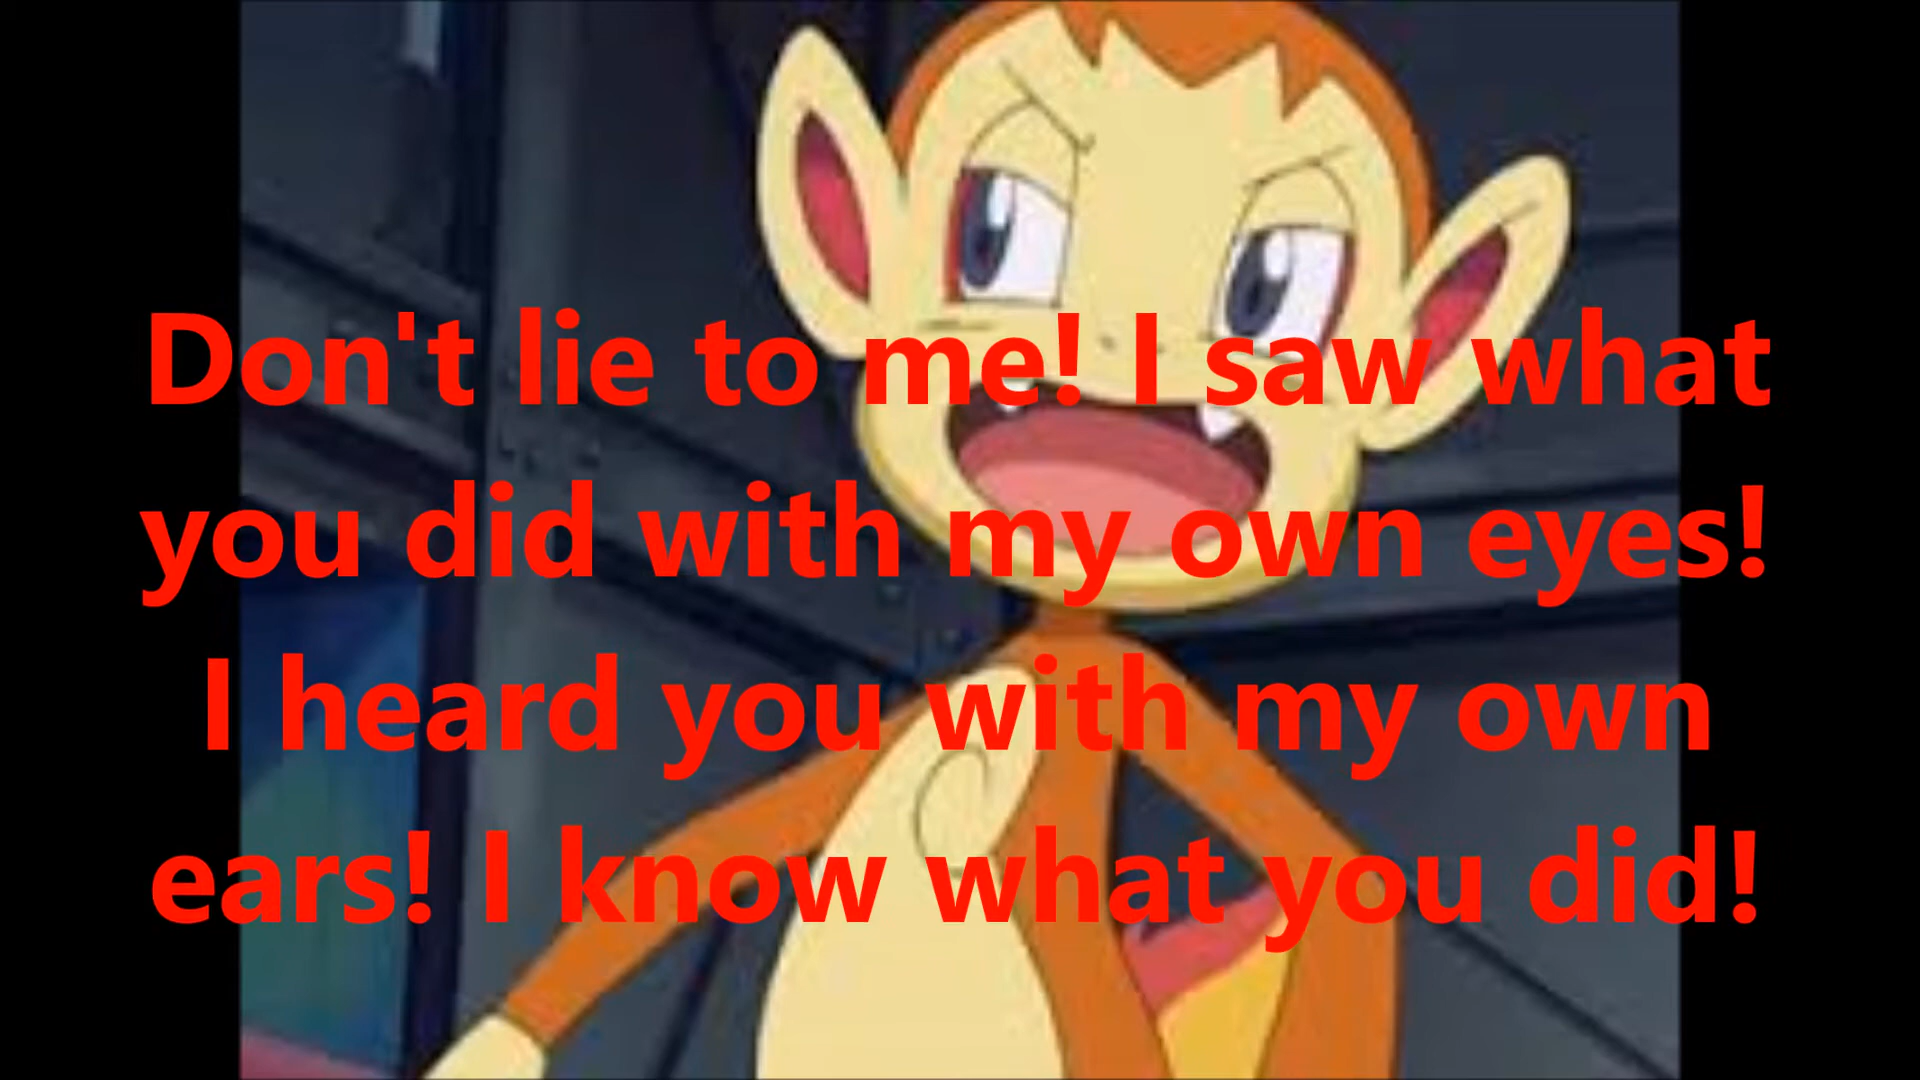 Don't lie to me! I saw what
you did with my own eyes!
I heard you with my own
ears! I know what you did!